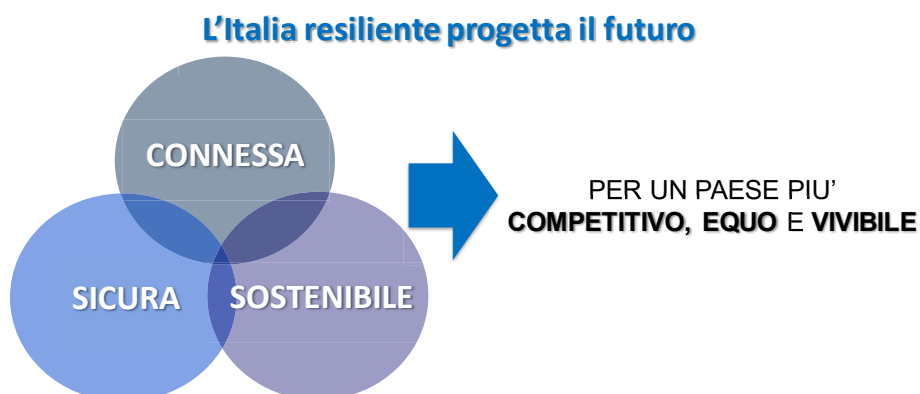 L’Italia resiliente progetta il futuro
CONNESSA
SICURA
SOSTENIBILE
PER UN PAESE PIU’
COMPETITIVO, EQUO E VIVIBILE